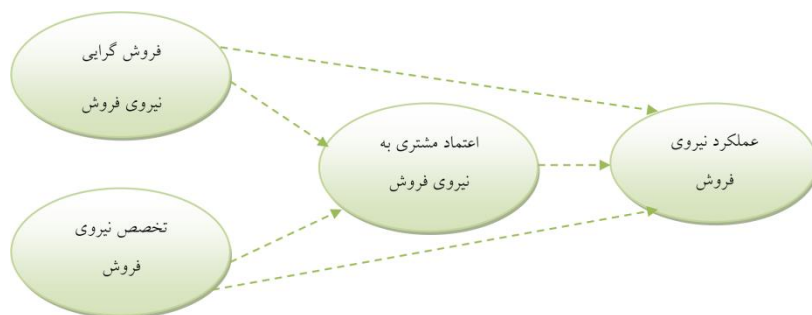 فروش گرایی
نیروی فروش
اعتماد مشتری به
نیروی فروش
عملکرد نیروی
فروش
تخصص نیروی
فروش